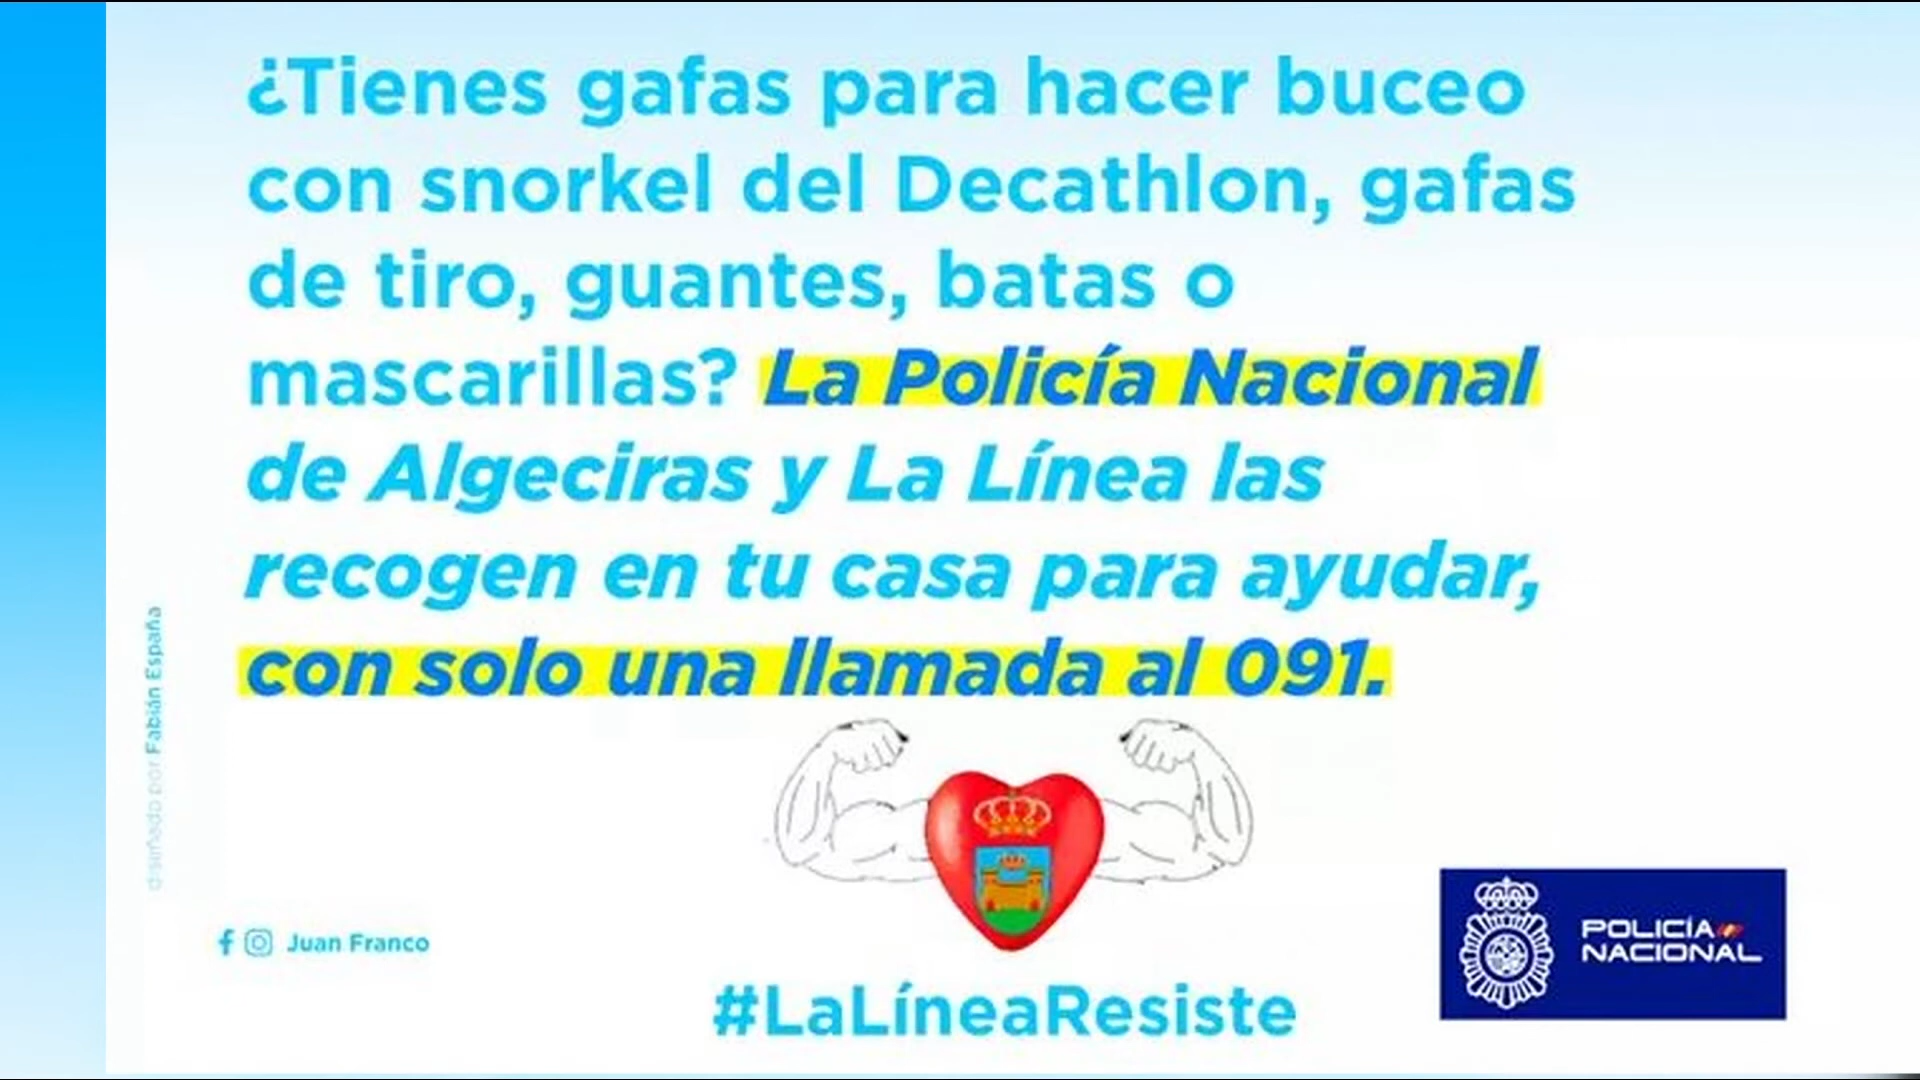 ¿Tienes gafas para hacer buceo
con snorkel del Decathlon, gafas
de tiro, guantes, batas o
mascarillas? La Policía Nacional
de Algeciras y La Línea las
recogen en tu casa para ayudar,
con solo una llamada al 091.
diseñado por Fabián España
Juan Franco
#LaLíneaResiste
POLICÍA
NACIONAL